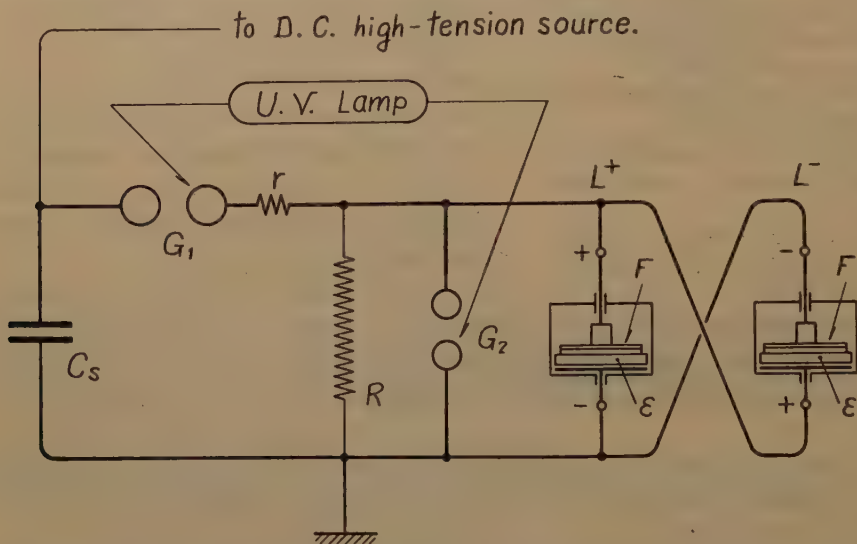 to D. C. high-tension source.
U. V. Lamp
r
L⁺
L⁻
G₁
+
F
-
F
Cs
R
G₂
-
ε
+
ε